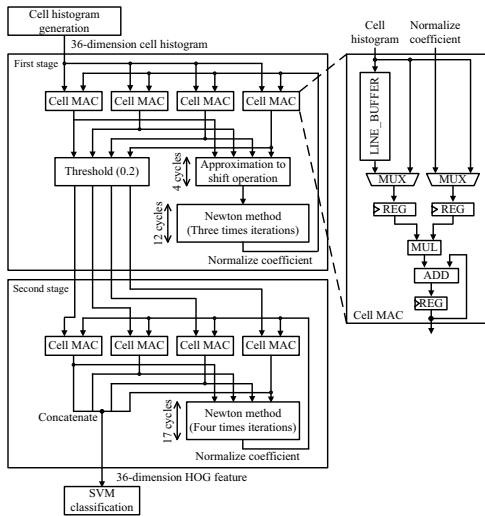 Cell histogram
generation
36-dimension cell histogram
First stage
Cell MAC
Cell MAC
Cell MAC
Cell MAC
Threshold (0.2)
4 cycles
Approximation to
shift operation
12 cycles
Newton method
(Three times iterations)
Normalize coefficient
Second stage
Cell MAC
Cell MAC
Cell MAC
Cell MAC
Concatenate
17 cycles
Newton method
(Four times iterations)
Normalize coefficient
36-dimension HOG feature
SVM
classification
Cell
histogram
Normalize
coefficient
LINE_BUFFER
MUX
MUX
REG
REG
MUL
ADD
REG
Cell MAC